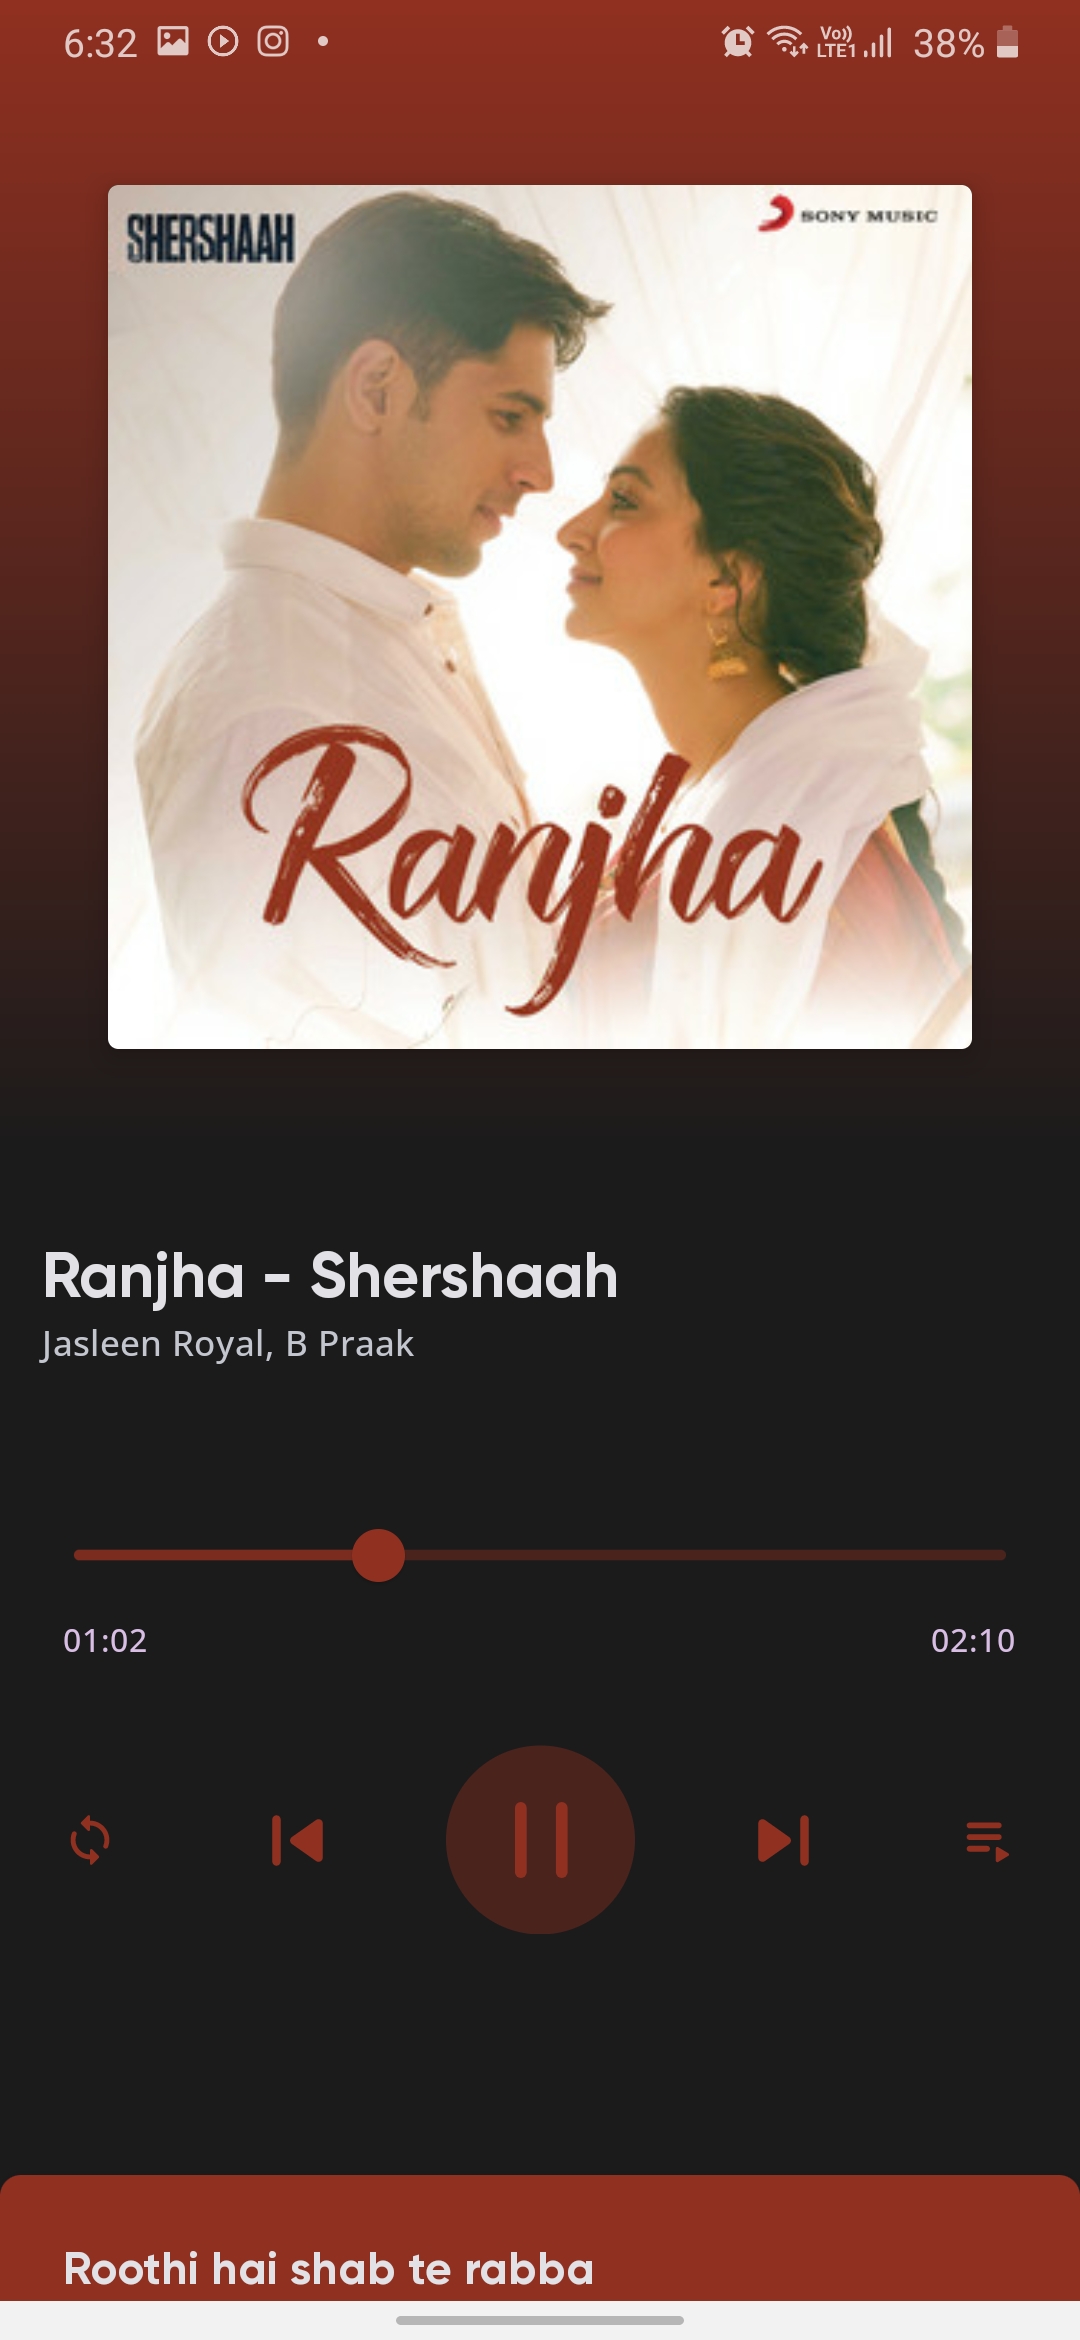 6:32 Vo)) LTE1 38%
SHERSHAAH
SONY MUSIC
Ranjha
Ranjha - Shershaah
Jasleen Royal, B Praak
01:02 02:10
Roothi hai shab te rabba